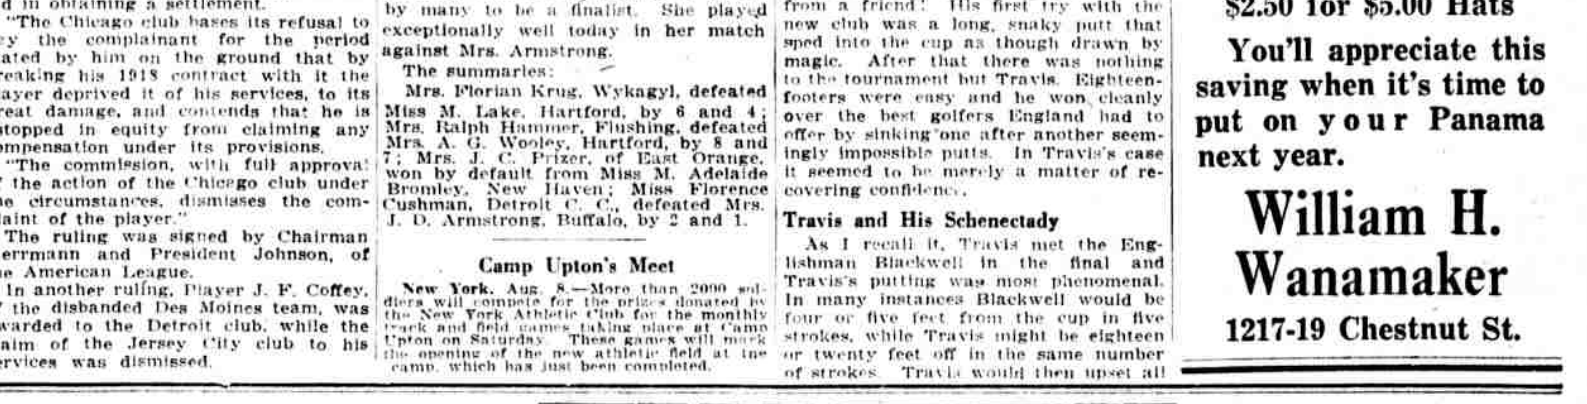 d in obtaining a settlement.
"The Chicago club bases its refusal to
y the complainant for the period
ated by him on the ground that by
reaking his 1918 contract with it the
ayer deprived it of his services, to its
reat damage, and contends that he is
stopped in equity from claiming any
mpensation under its provisions.
"The commission, with full approval
the action of the Chicago club under
e circumstances, dismisses the com-
laint of the player."
The ruling was signed by Chairman
errmann and President Johnson, of
e American League.
In another ruling, Player J. F. Coffey,
the disbanded Des Moines team, was
warded to the Detroit club, while the
aim of the Jersey City club to his
ervices was dismissed.
by many to be a finalist. She played
exceptionally well today in her match
against Mrs. Armstrong.
The summaries:
Mrs. Florian Krug, Wykagyl, defeated
Miss M. Lake, Hartford, by 6 and 4;
Mrs. Ralph Hammer, Flushing, defeated
Mrs. A. G. Wooley, Hartford, by 8 and
7; Mrs. J. C. Prizer, of East Orange,
won by default from Miss M. Adelaide
Bromley, New Haven; Miss Florence
Cushman, Detroit C. C., defeated Mrs.
J. D. Armstrong, Buffalo, by 2 and 1.
Camp Upton's Meet
New York, Aug. 8.—More than 2000 sol-
diers will compete for the prizes donated by
the New York Athletic Club for the monthly
track and field games taking place at Camp
Upton on Saturday. These games will mark
the opening of the new athletic field at the
camp, which has just been completed.
from a friend! His first try with the
new club was a long, snaky putt that
sped into the cup as though drawn by
magic. After that there was nothing
to the tournament but Travis. Eighteen-
footers were easy and he won cleanly
over the best golfers England had to
offer by sinking one after another seem-
ingly impossible putts. In Travis's case
it seemed to be merely a matter of re-
covering confidence.
Travis and His Schenectady
As I recall it, Travis met the Eng-
lishman Blackwell in the final and
Travis's putting was most phenomenal.
In many instances Blackwell would be
four or five feet from the cup in five
strokes, while Travis might be eighteen
or twenty feet off in the same number
of strokes. Travis would then upset all
$2.50 for $5.00 Hats
You'll appreciate this
saving when it's time to
put on your Panama
next year.
William H.
Wanamaker
1217-19 Chestnut St.